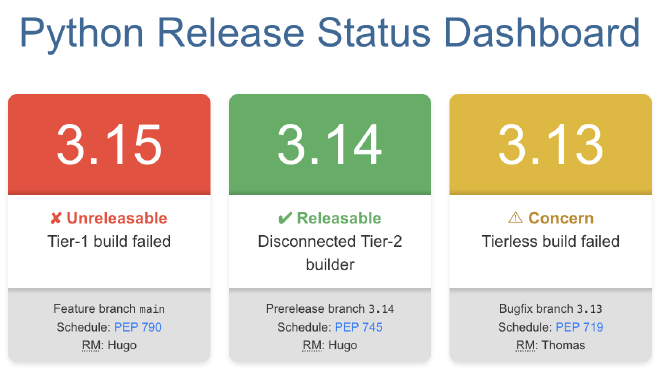 Python Release Status Dashboard
3.15
✘ Unreleasable
Tier-1 build failed
Feature branch main
Schedule: PEP 790
RM: Hugo
3.14
✔ Releasable
Disconnected Tier-2
builder
Prerelease branch 3.14
Schedule: PEP 745
RM: Hugo
3.13
⚠ Concern
Tierless build failed
Bugfix branch 3.13
Schedule: PEP 719
RM: Thomas